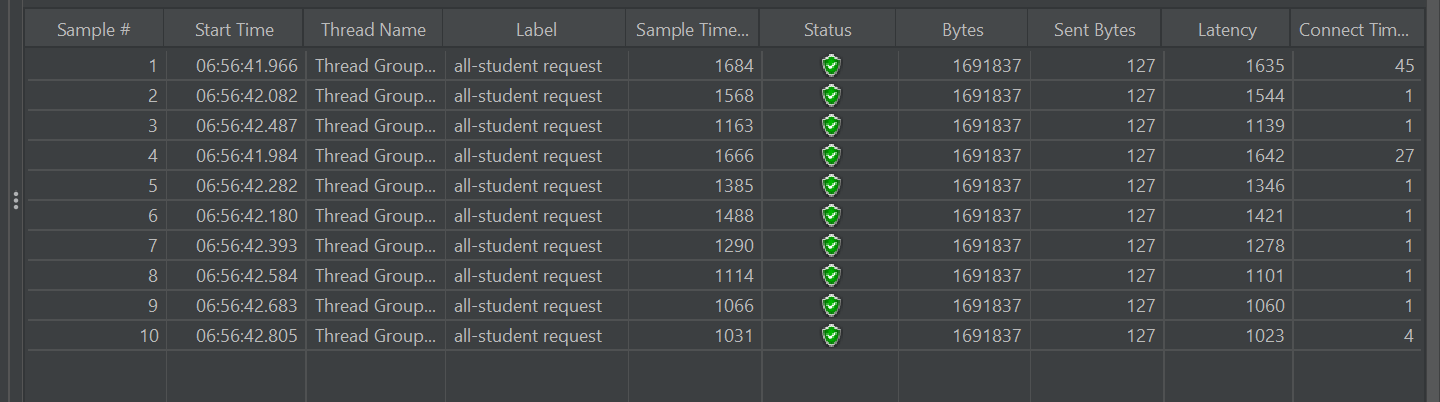 Sample # Start Time Thread Name Label Sample Time... Status Bytes Sent Bytes Latency Connect Tim...
1 06:56:41.966 Thread Group... all-student request 1684 1691837 127 1635 45
2 06:56:42.082 Thread Group... all-student request 1568 1691837 127 1544 1
3 06:56:42.487 Thread Group... all-student request 1163 1691837 127 1139 1
4 06:56:41.984 Thread Group... all-student request 1666 1691837 127 1642 27
5 06:56:42.282 Thread Group... all-student request 1385 1691837 127 1346 1
6 06:56:42.180 Thread Group... all-student request 1488 1691837 127 1421 1
7 06:56:42.393 Thread Group... all-student request 1290 1691837 127 1278 1
8 06:56:42.584 Thread Group... all-student request 1114 1691837 127 1101 1
9 06:56:42.683 Thread Group... all-student request 1066 1691837 127 1060 1
10 06:56:42.805 Thread Group... all-student request 1031 1691837 127 1023 4